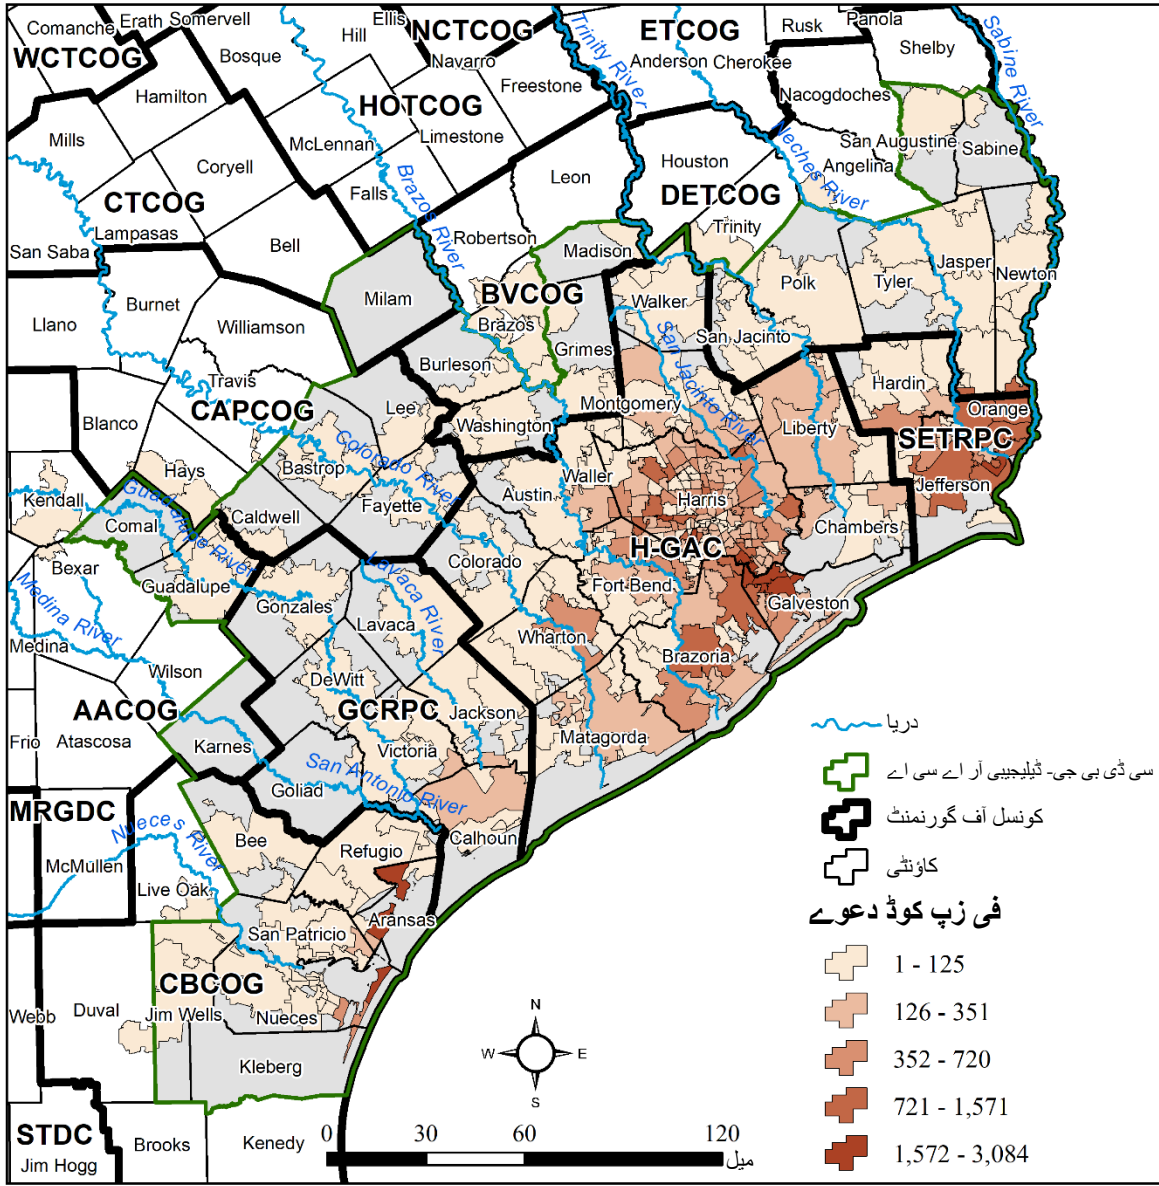 Comanche
Erath
Somervell
Ellis
Hill
NCTCOG
ETCOG
Rusk
Panola
WCTCOG
Bosque
Navarro
Anderson
Cherokee
Shelby
Trinity River
Sabine River
Hamilton
HOTCOG
Freestone
Nacogdoches
Mills
McLennan
Limestone
San Augustine
Sabine
Coryell
Houston
Neches River
Angelina
Falls
Leon
CTCOG
Lampasas
Brazos River
DETCOG
Trinity
San Saba
Bell
Robertson
Madison
Jasper
Newton
Burnet
Milam
BVCOG
Walker
Polk
Tyler
Llano
Williamson
Brazos
Grimes
San Jacinto
San Jacinto River
Burleson
Travis
Lee
Montgomery
Hardin
Orange
Blanco
CAPCOG
Washington
Liberty
SETRPC
Hays
Bastrop
Colorado River
Waller
Jefferson
Kendall
Guadalupe River
Comal
Caldwell
Fayette
Austin
Harris
Chambers
Bexar
H-GAC
Medina River
Guadalupe
Gonzales
Lavaca River
Colorado
Fort Bend
Galveston
Medina
Lavaca
Wharton
Brazoria
Wilson
DeWitt
AACOG
GCRPC
Jackson
Frio
Atascosa
Karnes
Victoria
Matagorda
San Antonio River
Goliad
MRGDC
Nueces River
Bee
Refugio
Calhoun
McMullen
Live Oak
Aransas
San Patricio
CBCOG
Webb
Duval
Jim Wells
Nueces
Kleberg
STDC
Jim Hogg
Brooks
Kenedy
N
W E
S
0 30 60 120
میل
دریا
سی ڈی بی جی- ڈیلیجیبی آر اے سی اے
کونسل آف گورنمنٹ
کاؤنٹی
فی زپ کوڈ دعوے
1 - 125
126 - 351
352 - 720
721 - 1,571
1,572 - 3,084